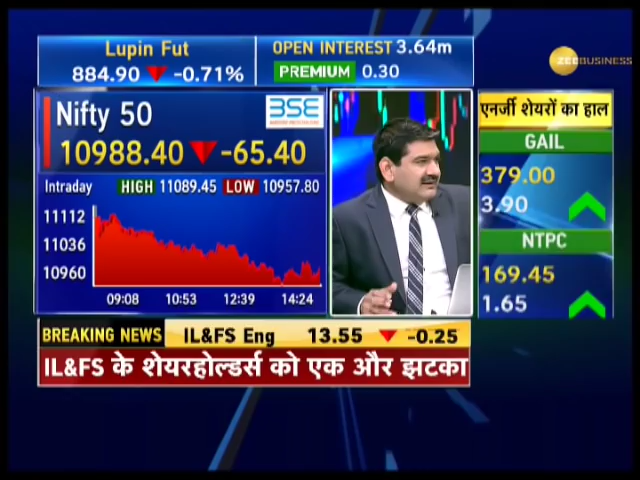 Lupin Fut
884.90 -0.71%
OPEN INTEREST 3.64m
PREMIUM 0.30
ZEE BUSINESS
Nifty 50
BSE
10988.40 -65.40
Intraday HIGH 11089.45 LOW 10957.80
11112
11036
10960
09:08 10:53 12:39 14:24
एनर्जी शेयरों का हाल
GAIL
379.00
3.90
NTPC
169.45
1.65
BREAKING NEWS IL&FS Eng 13.55 -0.25
IL&FS के शेयरहोल्डर्स को एक और झटका